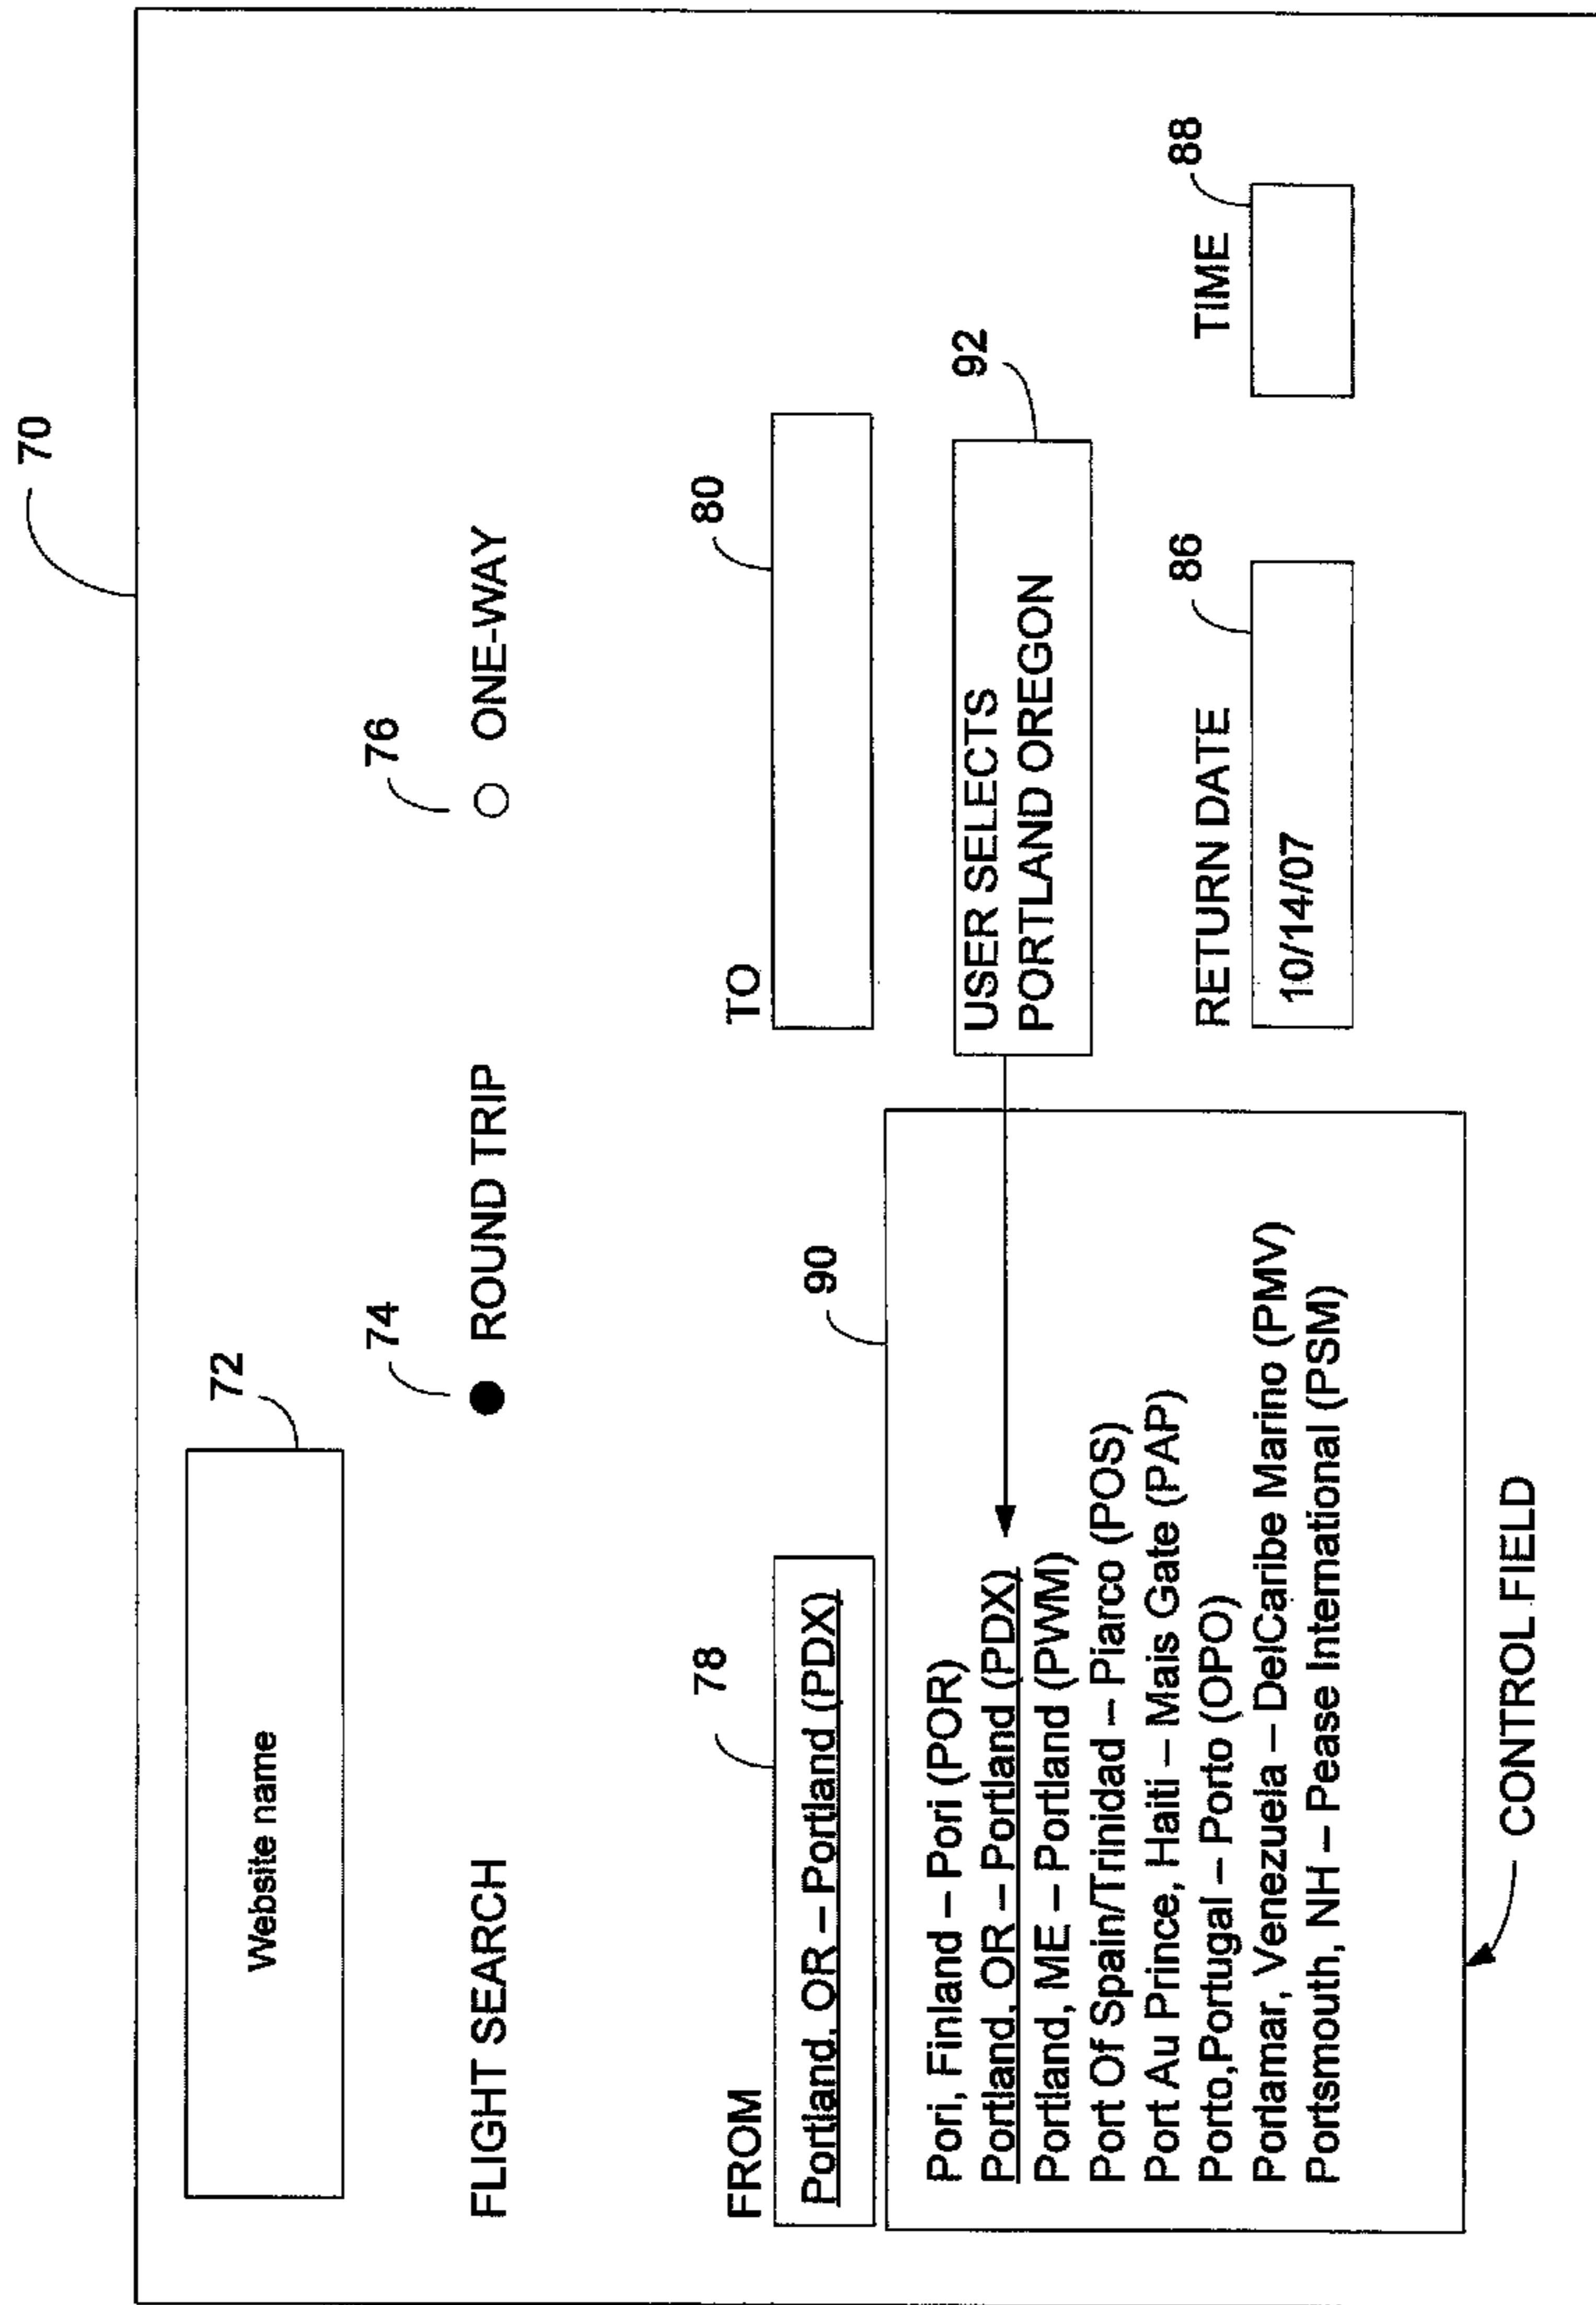 70
72
Website name
74
76
FLIGHT SEARCH
ROUND TRIP
ONE-WAY
78
80
FROM
TO
Portland, OR – Portland (PDX)
90
92
Pori, Finland – Pori (POR)
Portland, OR – Portland (PDX)
Portland, ME – Portland (PWM)
Port Of Spain/Trinidad – Piarco (POS)
Port Au Prince, Haiti – Mais Gate (PAP)
Porto,Portugal – Porto (OPO)
Porlamar, Venezuela – DelCaribe Marino (PMV)
Portsmouth, NH – Pease International (PSM)
USER SELECTS
PORTLAND OREGON
86
88
RETURN DATE
TIME
10/14/07
CONTROL FIELD